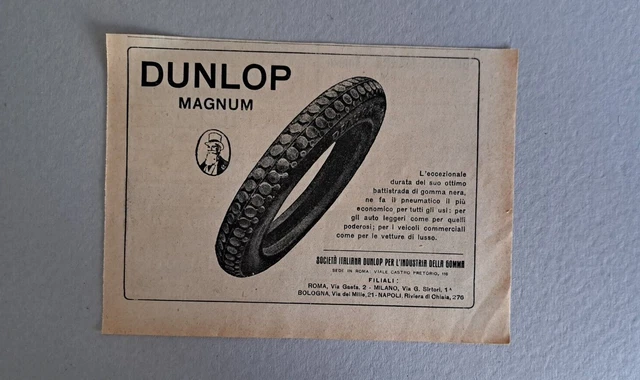 DUNLOP
MAGNUM
L'eccezionale
durata del suo ottimo
battistrada di gomma nera,
ne fa il pneumatico il più
economico per tutti gli usi: per
gli auto leggeri come per quelli
poderosi; per i veicoli commerciali
come per le vetture di lusso.
SOCIETÀ ITALIANA DUNLOP PER L'INDUSTRIA DELLA GOMMA
SEDE IN ROMA: VIALE CASTRO PRETORIO, 116
FILIALI:
ROMA, Via Gaeta, 2 - MILANO, Via G. Sirtori, 1ª
BOLOGNA, Via dei Mille, 21 - NAPOLI, Riviera di Chiaia, 276